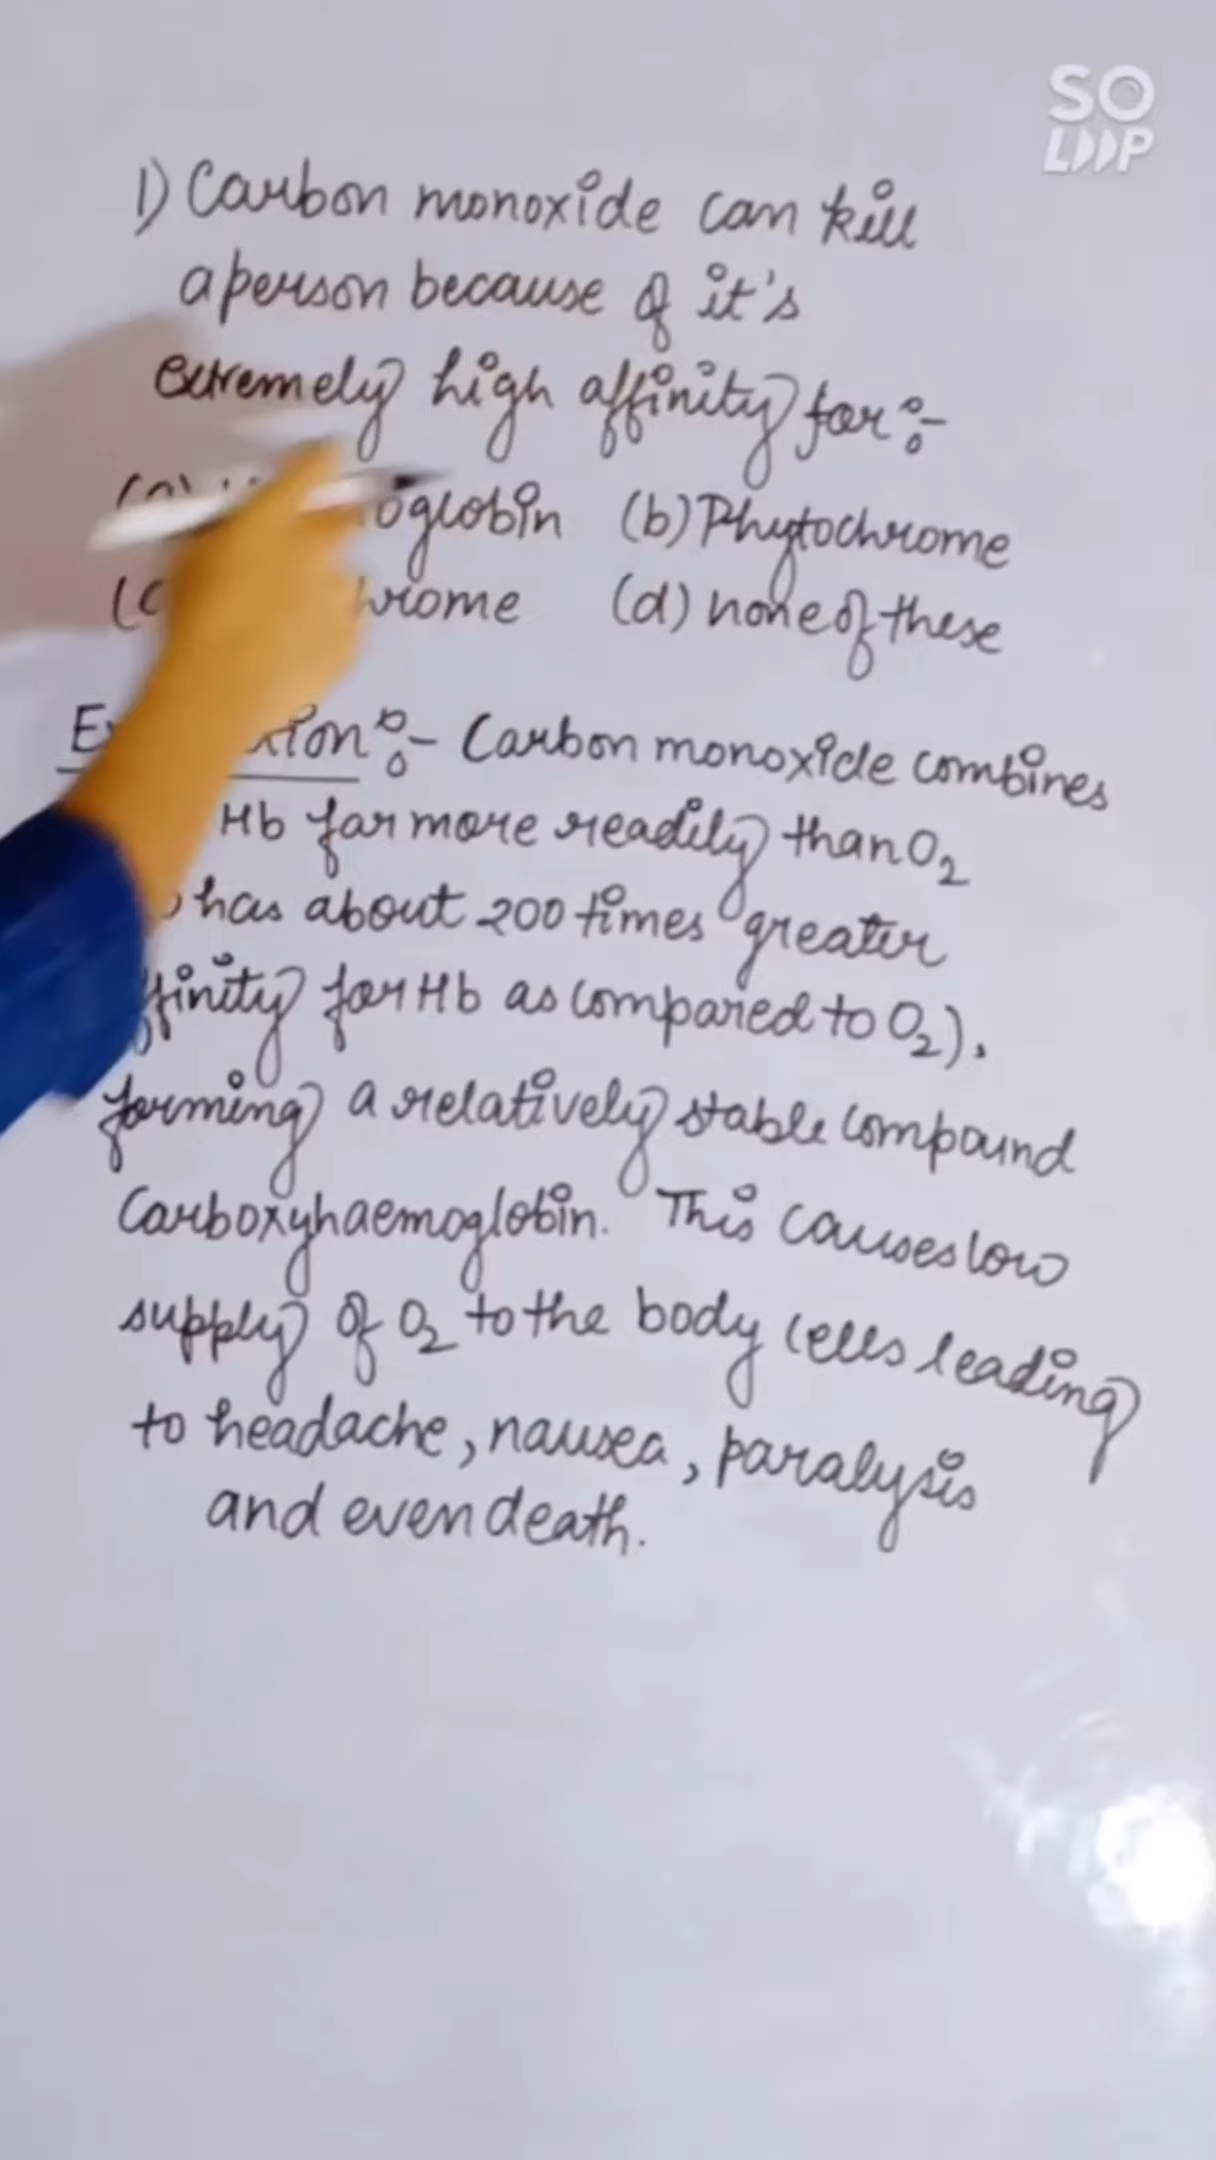 SO
LOOP
1) Carbon monoxide can kill
a person because of it's
extremely high affinity for:-
(b) Phytochrome
(d) none of these
:- Carbon monoxide combines
Hb far more readily than O2
has about 200 times greater
for Hb as compared to O2).
forming a relatively stable compound
Carboxyhaemoglobin. This causes low
supply of O2 to the body cells leading
to headache, nausea, paralysis
and even death.